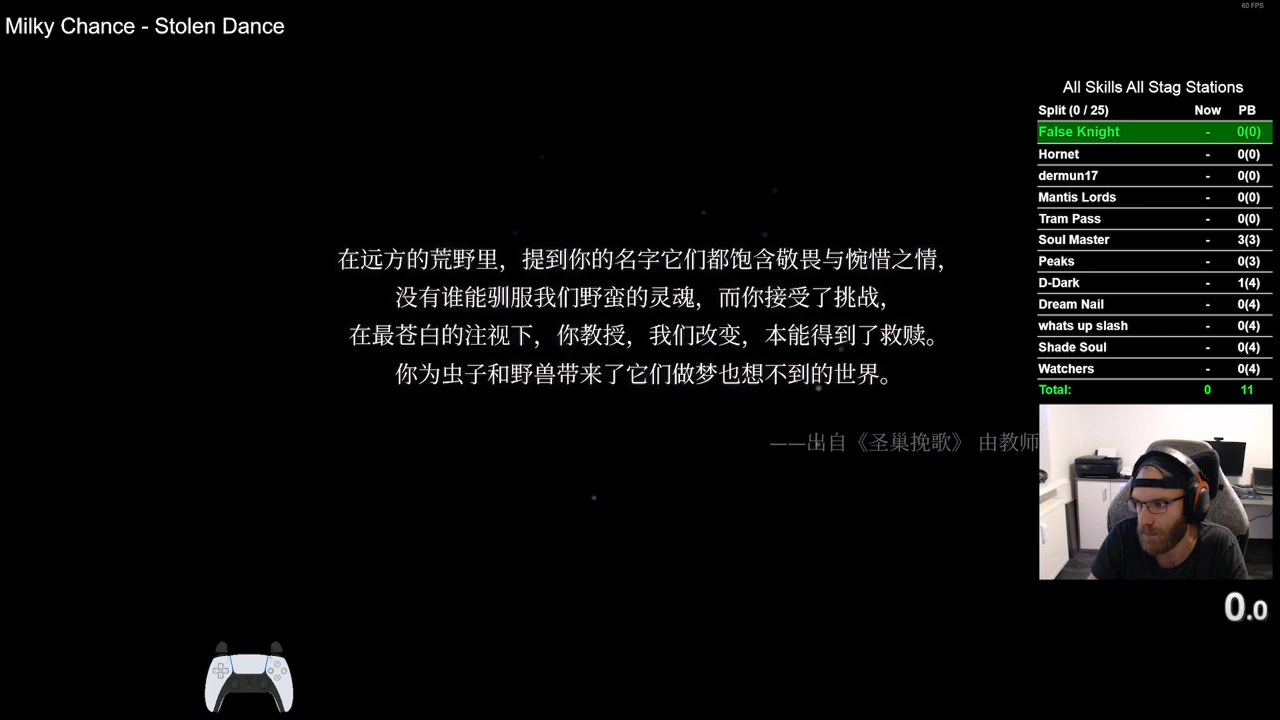 60 FPS
Milky Chance - Stolen Dance
All Skills All Stag Stations
Split (0 / 25) Now PB
False Knight - 0(0)
Hornet - 0(0)
dermun17 - 0(0)
Mantis Lords - 0(0)
Tram Pass - 0(0)
Soul Master - 3(3)
Peaks - 0(3)
D-Dark - 1(4)
Dream Nail - 0(4)
whats up slash - 0(4)
Shade Soul - 0(4)
Watchers - 0(4)
Total: 0 11
在远方的荒野里，提到你的名字它们都饱含敬畏与惋惜之情，
没有谁能驯服我们野蛮的灵魂，而你接受了挑战，
在最苍白的注视下，你教授，我们改变，本能得到了救赎。
你为虫子和野兽带来了它们做梦也想不到的世界。
——出自《圣巢挽歌》 由教师
0.0